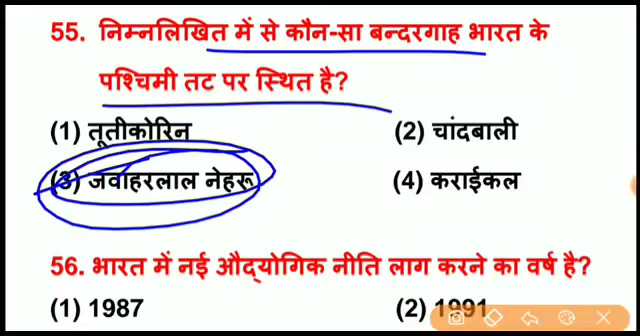 55. निम्नलिखित में से कौन-सा बन्दरगाह भारत के
पश्चिमी तट पर स्थित है?
(1) तूतीकोरिन (2) चांदबाली
(3) जवाहरलाल नेहरू (4) कराईकल
56. भारत में नई औद्योगिक नीति लाग करने का वर्ष है?
(1) 1987 (2) 1991